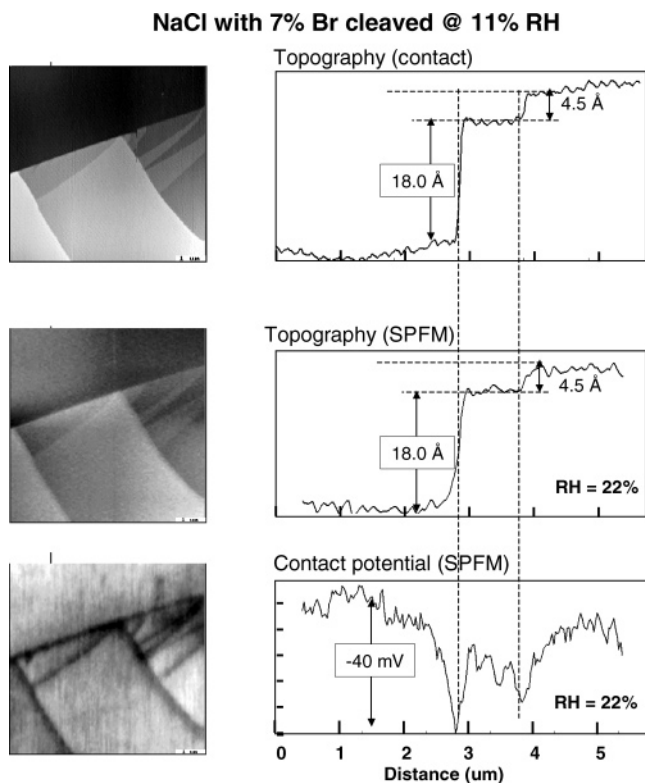 NaCl with 7% Br cleaved @ 11% RH
Topography (contact)
4.5 Å
18.0 Å
Topography (SPFM)
4.5 Å
18.0 Å
RH = 22%
Contact potential (SPFM)
-40 mV
RH = 22%
0 1 2 3 4 5
Distance (um)